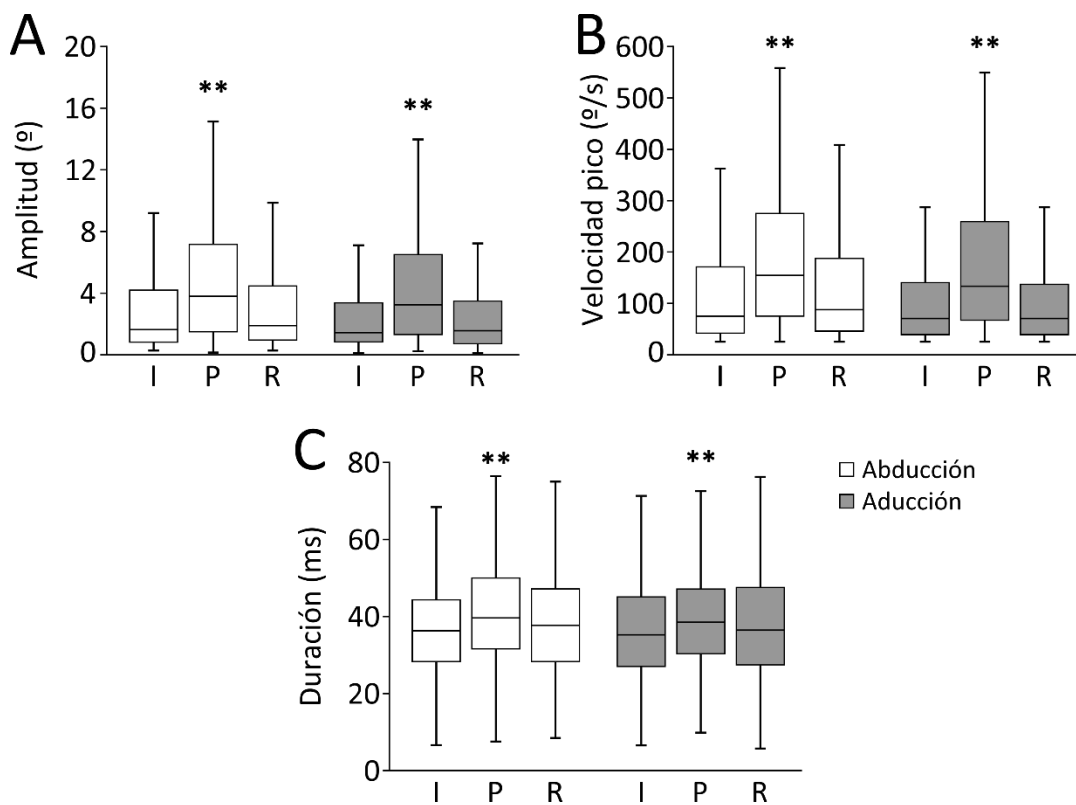 A
Amplitud (º)
20
16
12
8
4
0
** **
I P R I P R
B
Velocidad pico (º/s)
600
500
400
300
200
100
0
** **
I P R I P R
C
Duración (ms)
80
60
40
20
0
** **
I P R I P R
Abducción
Aducción